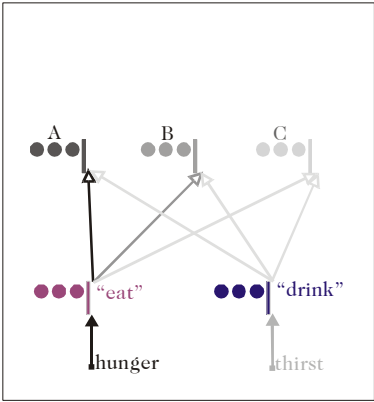 A
B
C
“eat”
“drink”
hunger
thirst